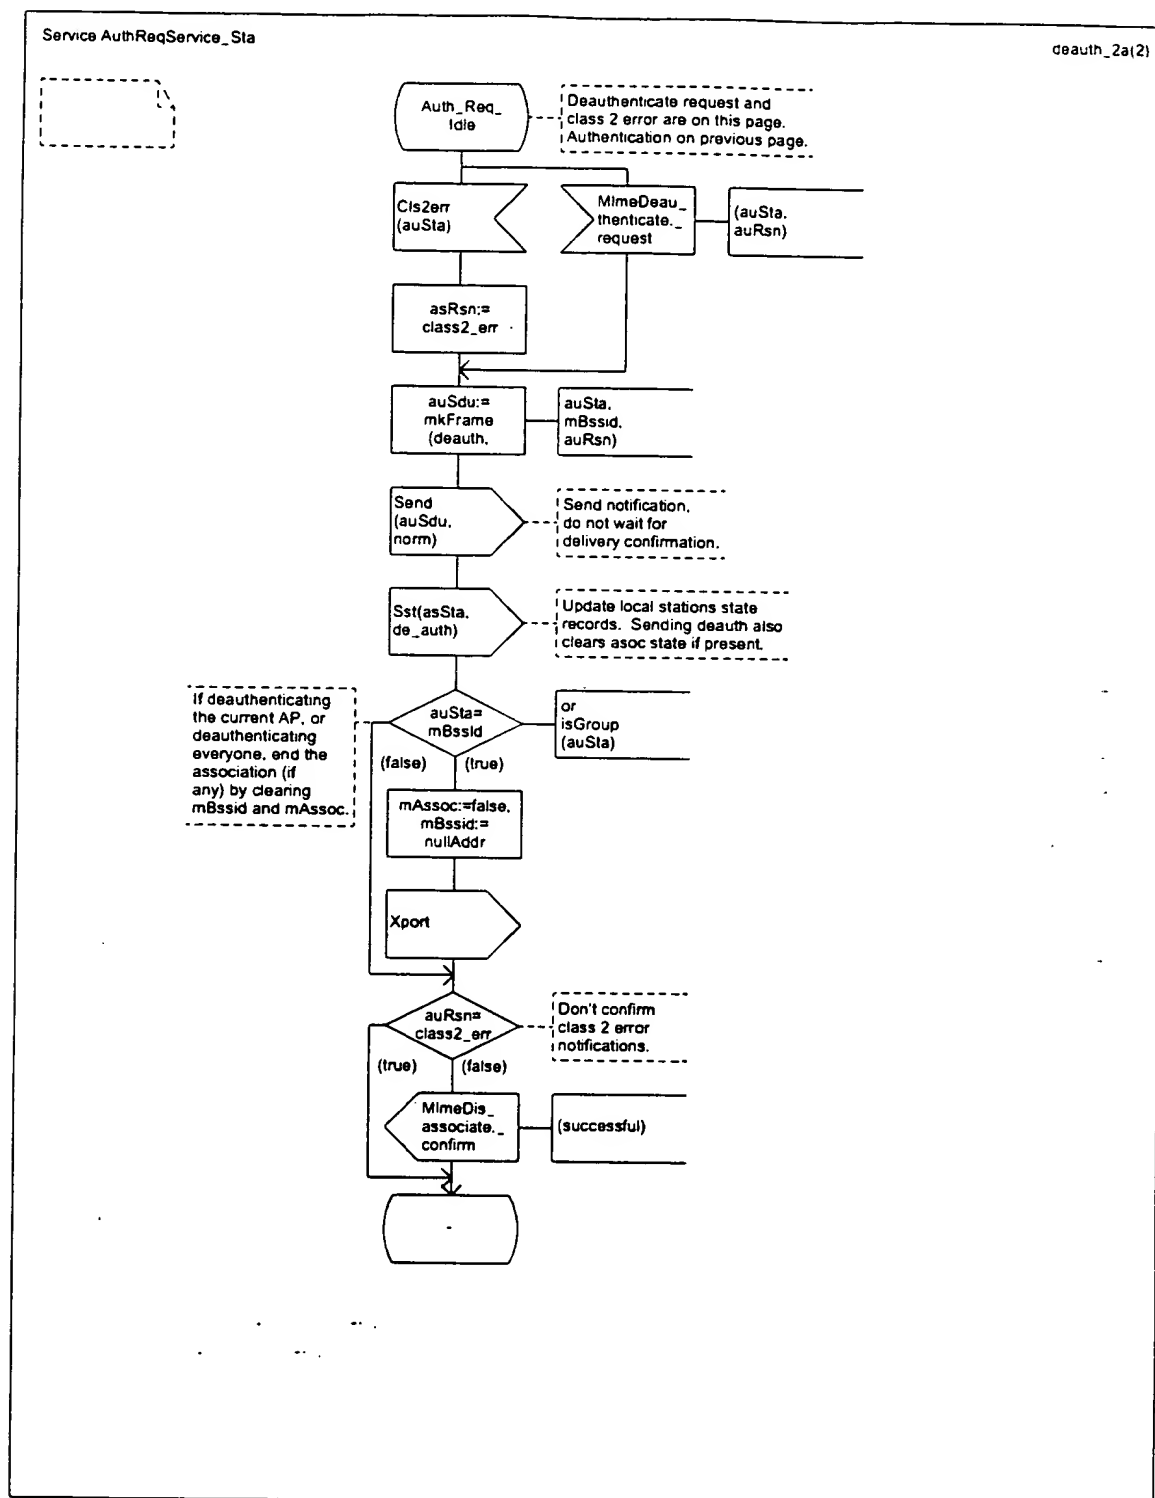 Service AuthReqService_Sta
deauth_2a(2)
Auth_Req_
Idle
Deauthenticate request and
class 2 error are on this page.
Authentication on previous page.
Cls2err
(auSta)
MlmeDeau_
thenticate._
request
(auSta,
auRsn)
asRsn:=
class2_err
auSdu:=
mkFrame
(deauth,
auSta,
mBssid,
auRsn)
Send
(auSdu,
norm)
Send notification,
do not wait for
delivery confirmation.
Sst(asSta,
de_auth)
Update local stations state
records.  Sending deauth also
clears asoc state if present.
If deauthenticating
the current AP, or
deauthenticating
everyone, end the
association (if
any) by clearing
mBssid and mAssoc.
auSta=
mBssId
or
isGroup
(auSta)
(false)
(true)
mAssoc:=false,
mBssid:=
nullAddr
Xport
auRsn=
class2_err
Don't confirm
class 2 error
notifications.
(true)
(false)
MlmeDis_
associate._
confirm
(successful)
-